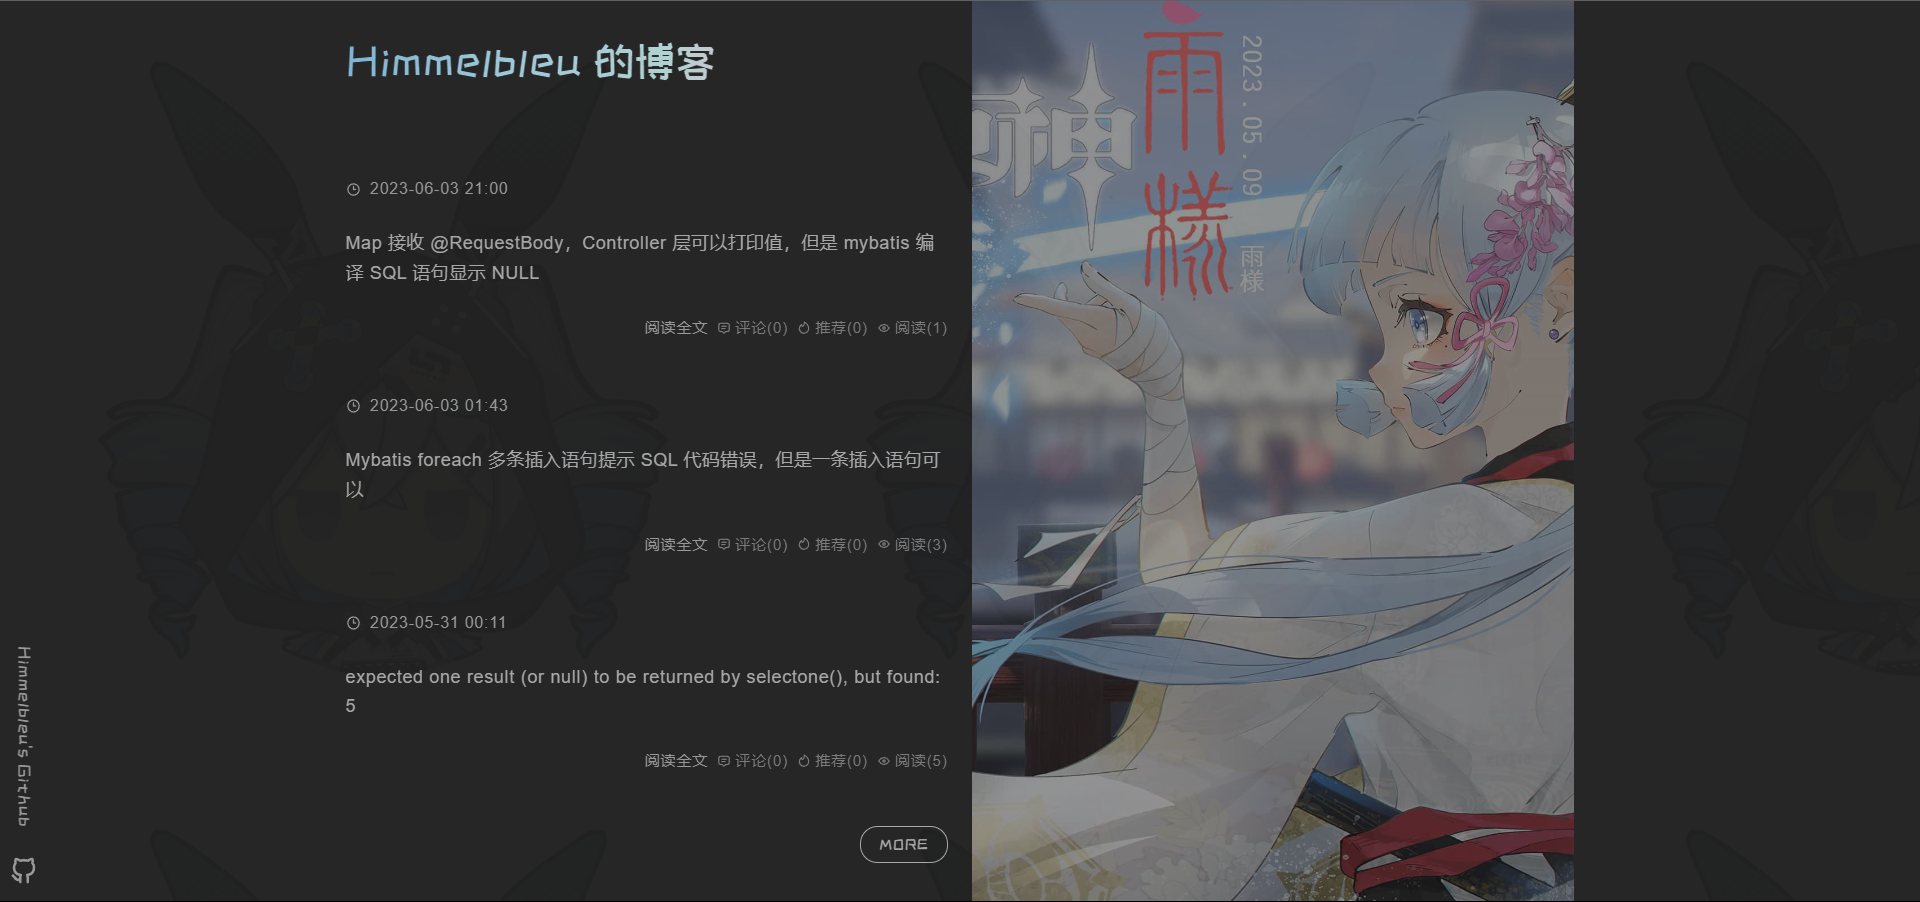 Himmelbleu 的博客
2023-06-03 21:00
Map 接收 @RequestBody，Controller 层可以打印值，但是 mybatis 编
译 SQL 语句显示 NULL
阅读全文 评论(0) 推荐(0) 阅读(1)
2023-06-03 01:43
Mybatis foreach 多条插入语句提示 SQL 代码错误，但是一条插入语句可
以
阅读全文 评论(0) 推荐(0) 阅读(3)
2023-05-31 00:11
expected one result (or null) to be returned by selectone(), but found:
5
阅读全文 评论(0) 推荐(0) 阅读(5)
MORE
Himmelbleu's Github
神
雨様
2023 . 05 . 09 雨様